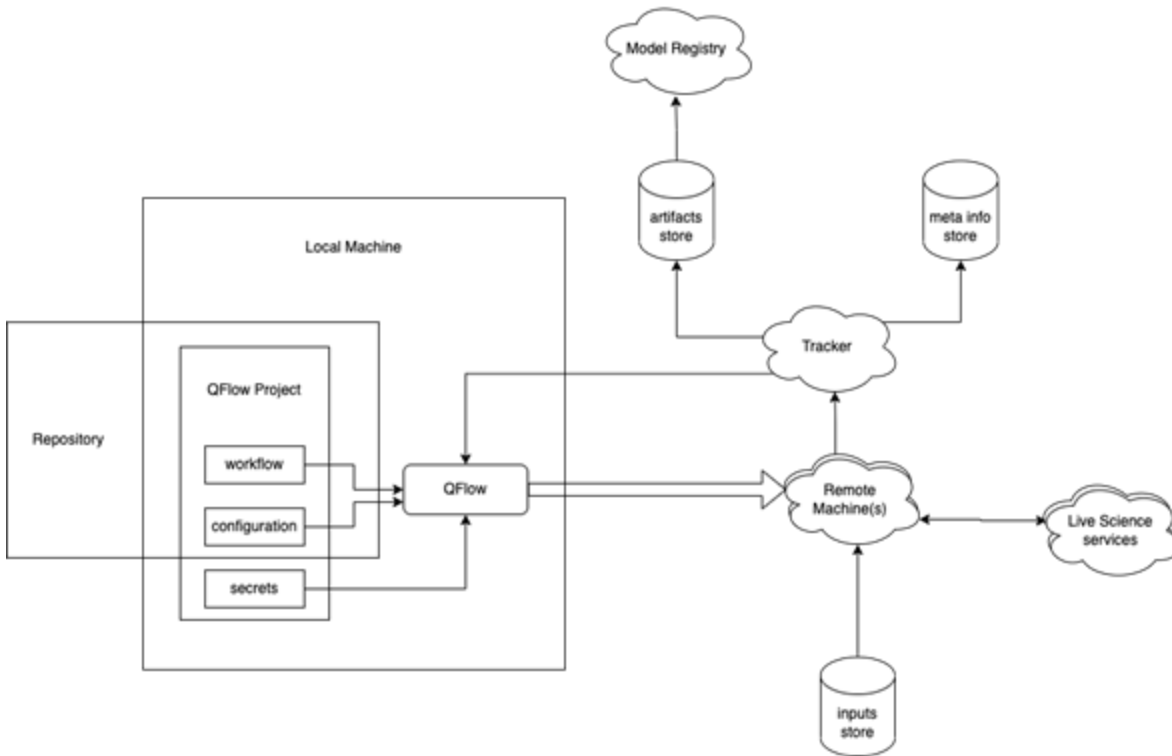 Model Registry
artifacts
store
meta info
store
Local Machine
Tracker
QFlow Project
Repository
workflow
QFlow
Remote
Machine(s)
configuration
Live Science
services
secrets
inputs
store